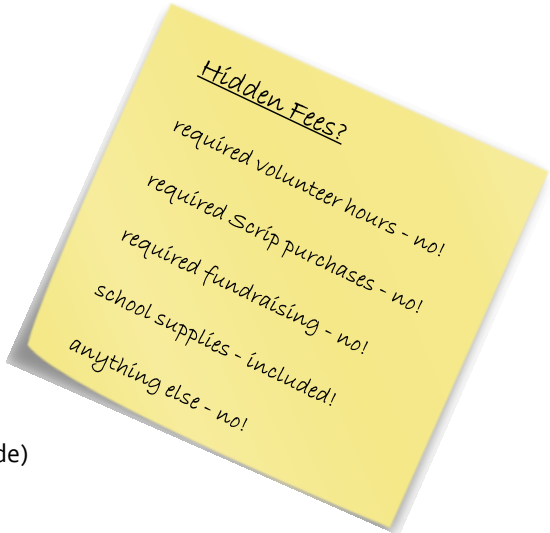 Hidden Fees?
required volunteer hours - no!
required Scrip purchases - no!
required fundraising - no!
school supplies - included!
anything else - no!
de)